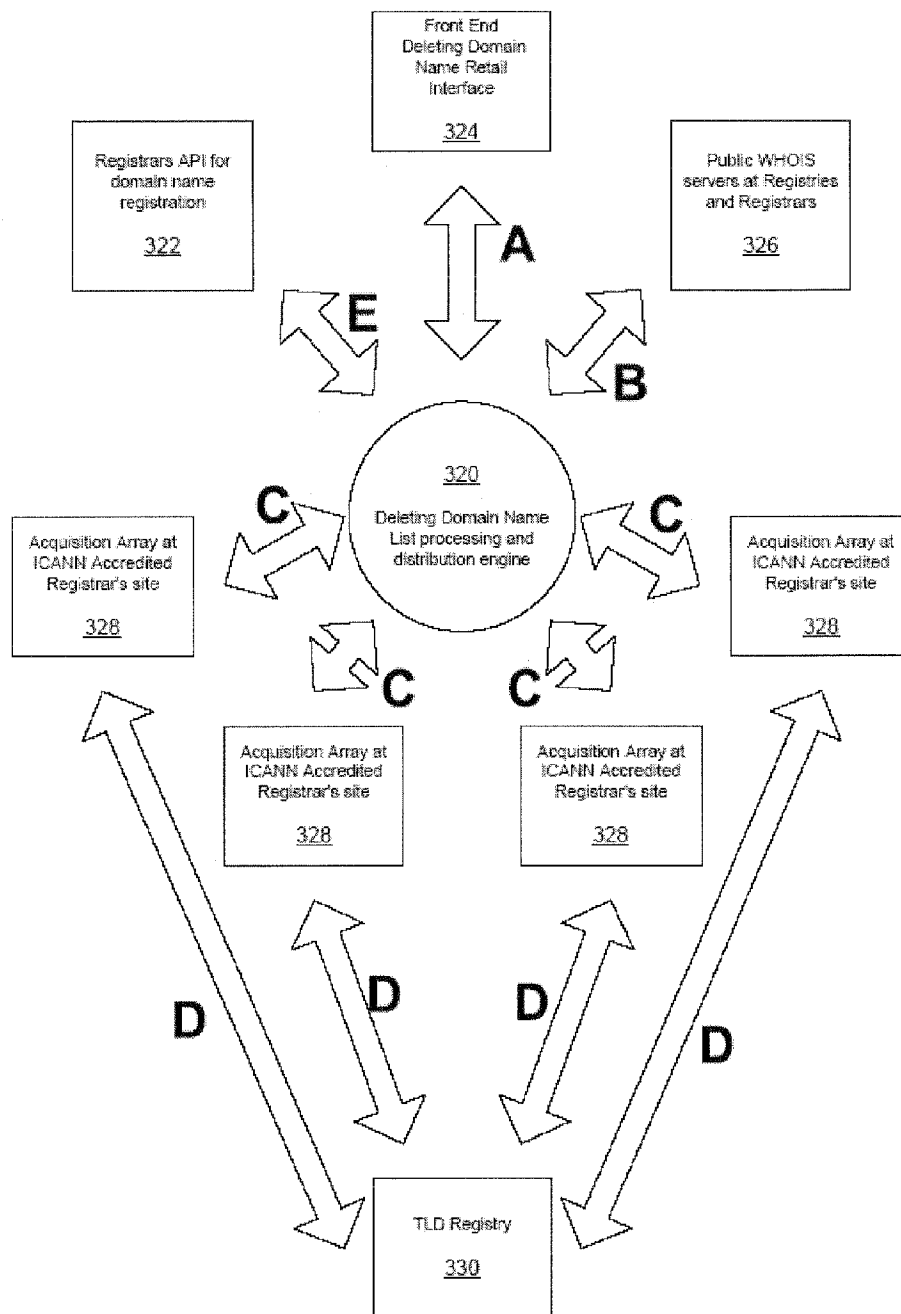 Front End
Deleting Domain
Name Retail
Interface
324
Registrars API for
domain name
registration
322
Public WHOIS
servers at Registries
and Registrars
326
A
E
B
320
Deleting Domain Name
List processing and
distribution engine
C
C
Acquisition Array at
ICANN Accredited
Registrar's site
328
Acquisition Array at
ICANN Accredited
Registrar's site
328
C
C
Acquisition Array at
ICANN Accredited
Registrar's site
328
Acquisition Array at
ICANN Accredited
Registrar's site
328
D
D
D
D
TLD Registry
330